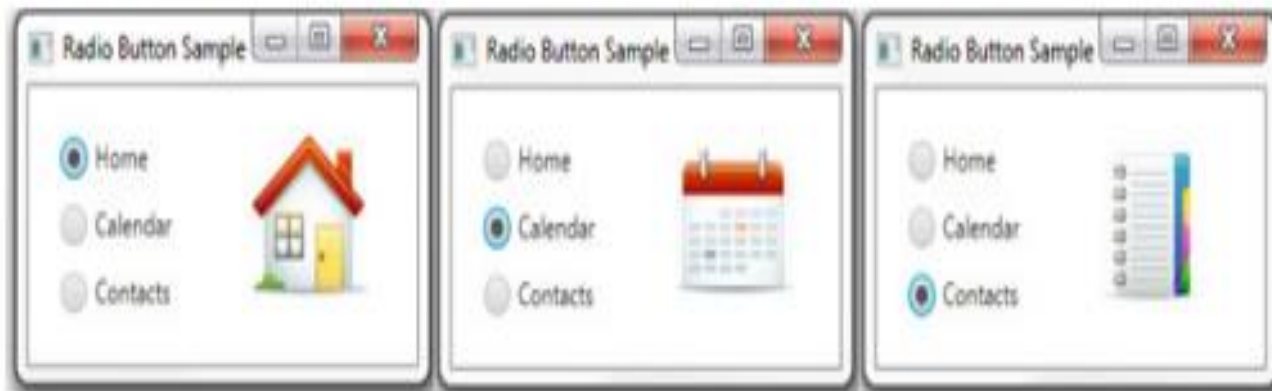 Radio Button Sample
Home
Calendar
Contacts
Radio Button Sample
Home
Calendar
Contacts
Radio Button Sample
Home
Calendar
Contacts